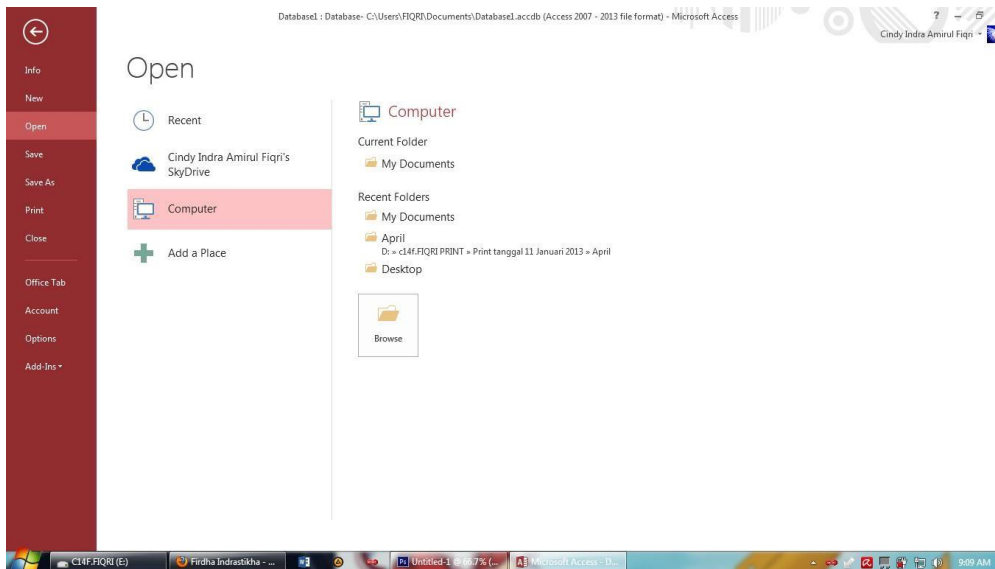 Database1 : Database- C:\Users\FIQRI\Documents\Database1.accdb (Access 2007 - 2013 file format) - Microsoft Access
?
Cindy Indra Amirul Fiqri
Info
New
Open
Save
Save As
Print
Close
Office Tab
Account
Options
Add-Ins
Open
Recent
Cindy Indra Amirul Fiqri's
SkyDrive
Computer
Add a Place
Computer
Current Folder
My Documents
Recent Folders
My Documents
April
D: » c14f.FIQRI PRINT » Print tanggal 11 Januari 2013 » April
Desktop
Browse
C14F.FIQRI (E:)
Firdha Indrastikha - ...
Untitled-1 @ 66.7% (...
Microsoft Access - D...
9:09 AM